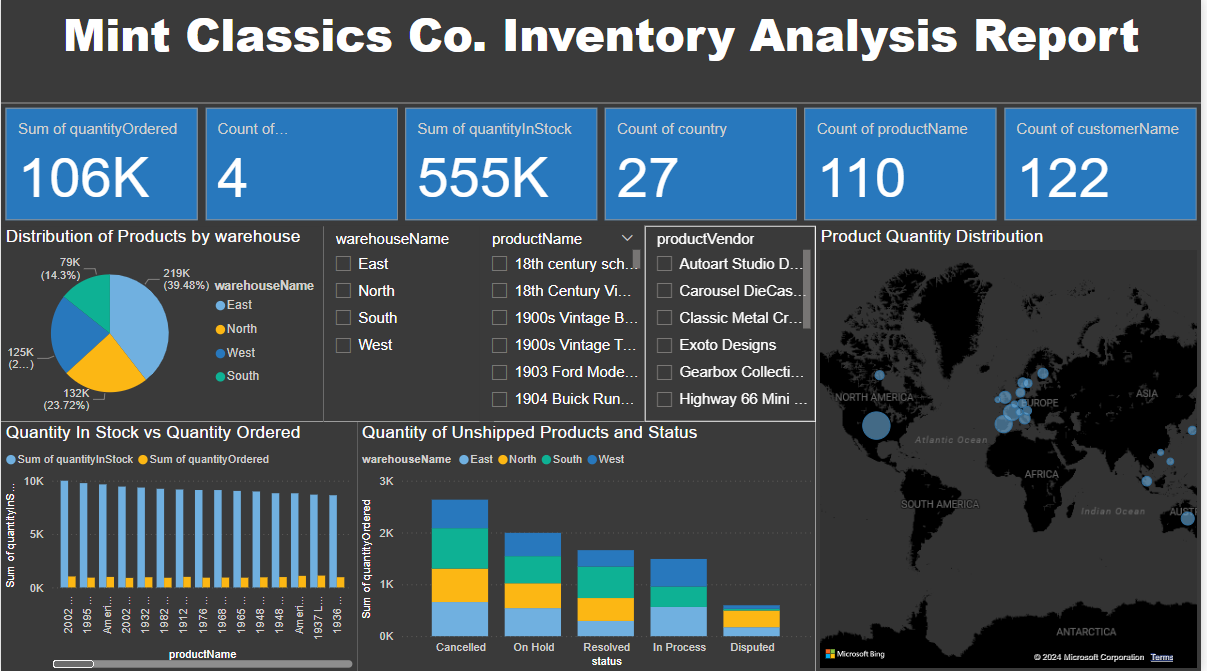 Mint Classics Co. Inventory Analysis Report
Sum of quantityOrdered
106K
Count of...
4
Sum of quantityInStock
555K
Count of country
27
Count of productName
110
Count of customerName
122
Distribution of Products by warehouse
79K
(14.3%)
219K
(39.48%)
125K
(2...)
132K
(23.72%)
warehouseName
East
North
West
South
warehouseName
East
North
South
West
productName
18th century sch...
18th Century Vi...
1900s Vintage B...
1900s Vintage T...
1903 Ford Mode...
1904 Buick Run...
productVendor
Autoart Studio D...
Carousel DieCas...
Classic Metal Cr...
Exoto Designs
Gearbox Collecti...
Highway 66 Mini ...
Product Quantity Distribution
NORTH AMERICA
EUROPE
ASIA
Atlantic Ocean
AFRICA
SOUTH AMERICA
Indian Ocean
AUST
ANTARCTICA
Microsoft Bing
© 2024 Microsoft Corporation Terms
Quantity In Stock vs Quantity Ordered
Sum of quantityInStock Sum of quantityOrdered
Sum of quantityInS...
10K
5K
0K
2002 ...
1995 ...
Ameri...
2002 ...
1932 ...
1982 ...
1912 ...
1976 ...
1968 ...
1965 ...
1948 ...
1948 ...
Ameri...
1937 L...
1936 ...
productName
Quantity of Unshipped Products and Status
warehouseName East North South West
Sum of quantityOrdered
3K
2K
1K
0K
Cancelled
On Hold
Resolved
In Process
Disputed
status